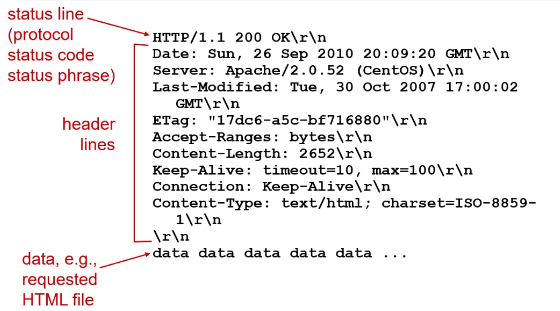 status line
(protocol
status code
status phrase)
HTTP/1.1 200 OK\r\n
Date: Sun, 26 Sep 2010 20:09:20 GMT\r\n
Server: Apache/2.0.52 (CentOS)\r\n
Last-Modified: Tue, 30 Oct 2007 17:00:02
GMT\r\n
ETag: "17dc6-a5c-bf716880"\r\n
Accept-Ranges: bytes\r\n
Content-Length: 2652\r\n
Keep-Alive: timeout=10, max=100\r\n
Connection: Keep-Alive\r\n
Content-Type: text/html; charset=ISO-8859-
1\r\n
\r\n
data data data data data ...
header
lines
data, e.g.,
requested
HTML file